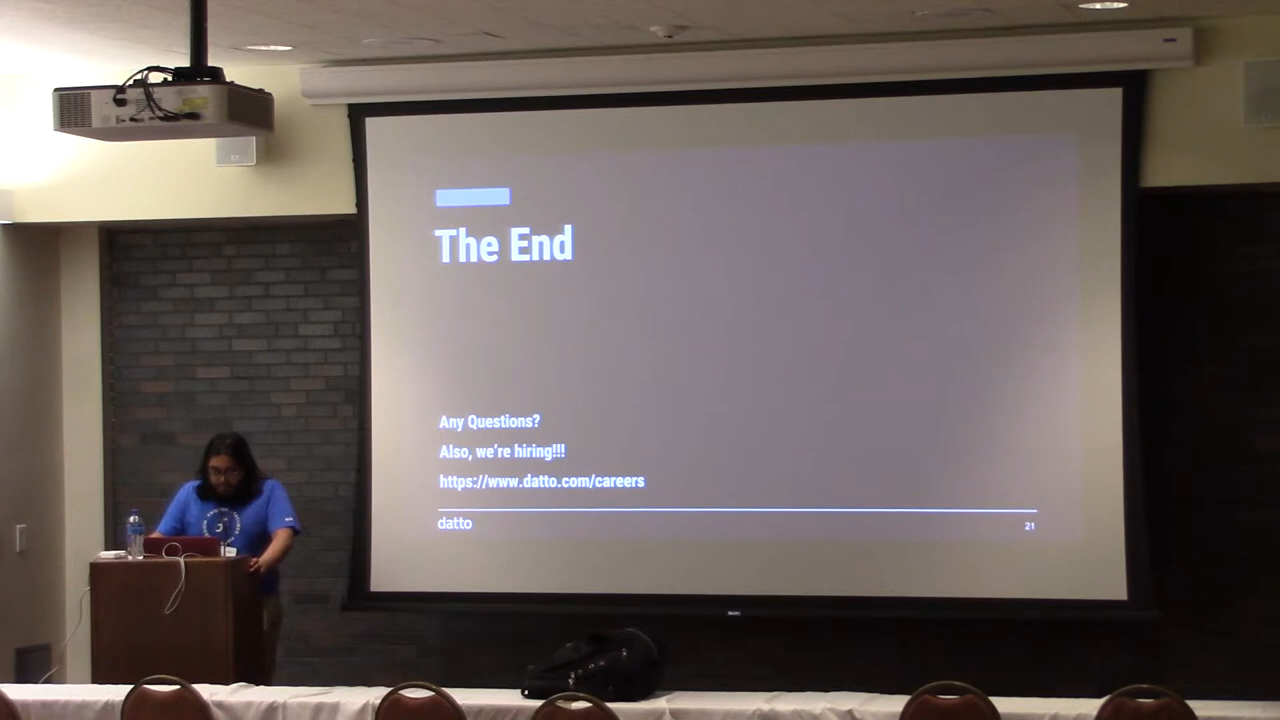 The End
Any Questions?
Also, we're hiring!!!
https://www.datto.com/careers
datto
21